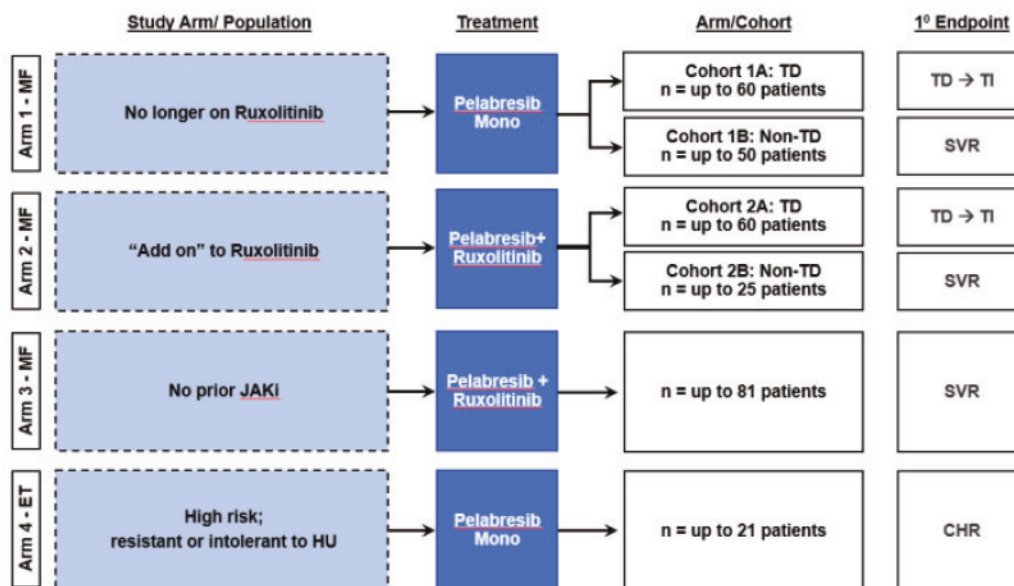 Study Arm/ Population
Treatment
Arm/Cohort
1⁰ Endpoint
Arm 1 - MF
No longer on Ruxolitinib
Pelabresib
Mono
Cohort 1A: TD
n = up to 60 patients
TD → TI
Cohort 1B: Non-TD
n = up to 50 patients
SVR
Arm 2 - MF
“Add on” to Ruxolitinib
Pelabresib+
Ruxolitinib
Cohort 2A: TD
n = up to 60 patients
TD → TI
Cohort 2B: Non-TD
n = up to 25 patients
SVR
Arm 3 - MF
No prior JAKi
Pelabresib +
Ruxolitinib
n = up to 81 patients
SVR
Arm 4 - ET
High risk;
resistant or intolerant to HU
Pelabresib
Mono
n = up to 21 patients
CHR